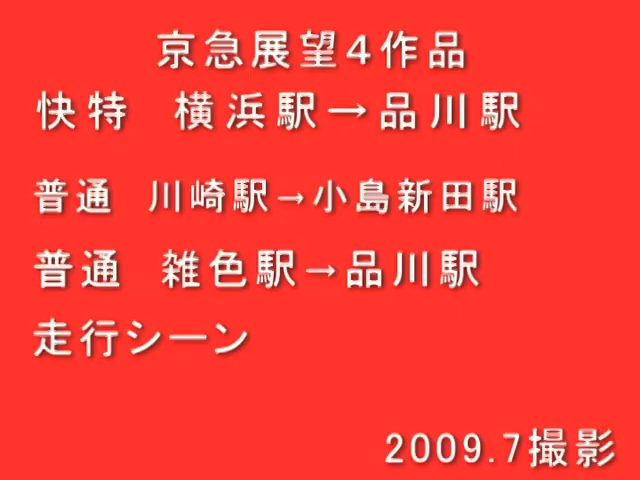 京急展望４作品
快特　横浜駅→品川駅
普通　川崎駅→小島新田駅
普通　雑色駅→品川駅
走行シーン
2009.7撮影